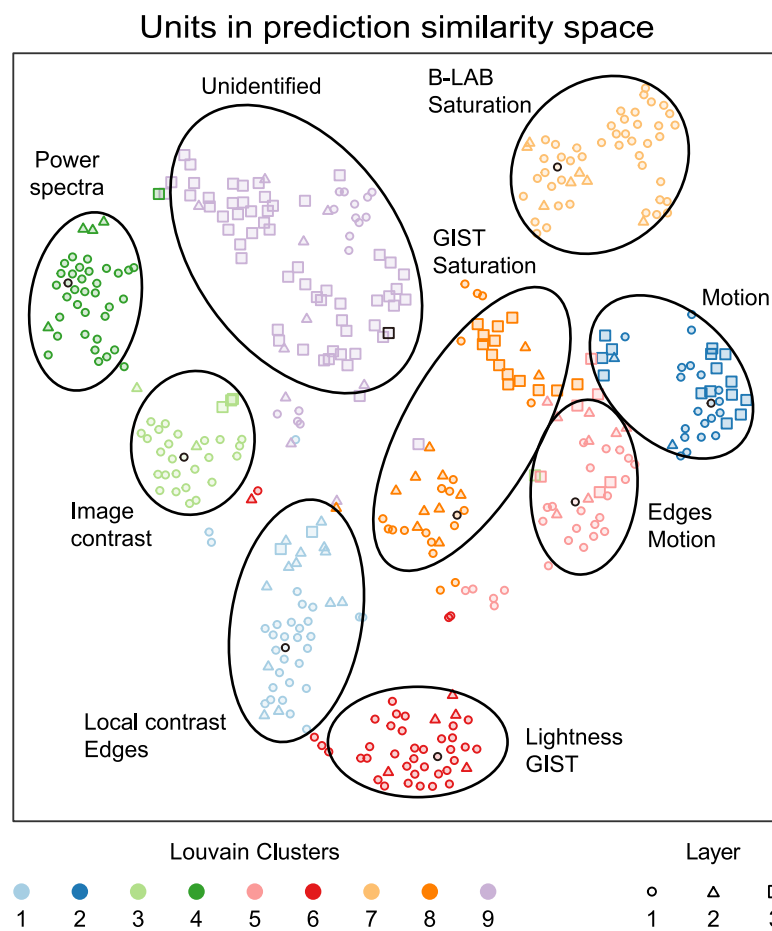 Units in prediction similarity space
Unidentified
B-LAB
Saturation
Power
spectra
GIST
Saturation
Motion
Image
contrast
Edges
Motion
Local contrast
Edges
Lightness
GIST
Louvain Clusters
Layer
1 2 3 4 5 6 7 8 9
1 2 3